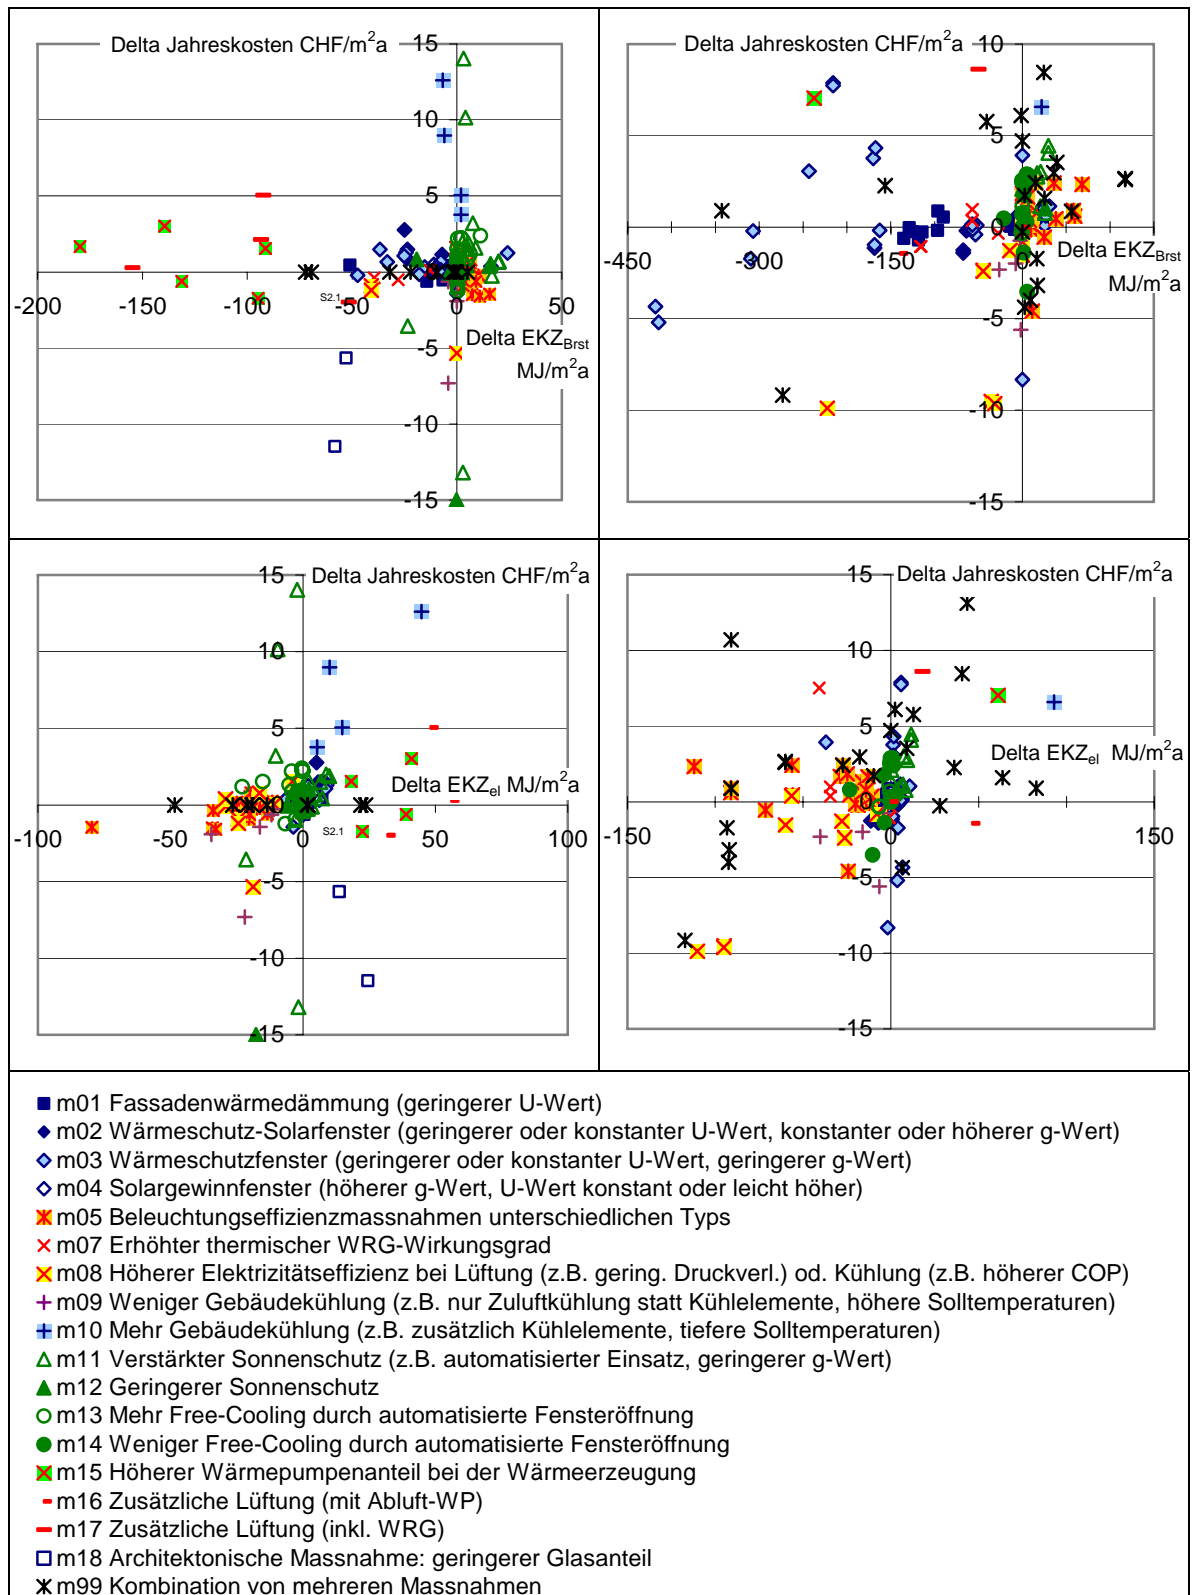 Delta Jahreskosten CHF/m²a
15
10
5
0
-5
-10
-15
-200
-150
-100
-50
0
50
S2.1
Delta EKZBrst
MJ/m²a
Delta Jahreskosten CHF/m²a
10
5
0
-5
-10
-15
-450
-300
-150
0
Delta EKZBrst
MJ/m²a
Delta Jahreskosten CHF/m²a
15
10
5
0
-5
-10
-15
-100
-50
0
50
100
S2.1
Delta EKZel MJ/m²a
Delta Jahreskosten CHF/m²a
15
10
5
0
-5
-10
-15
-150
0
150
Delta EKZel MJ/m²a
m01 Fassadenwärmedämmung (geringerer U-Wert)
m02 Wärmeschutz-Solarfenster (geringerer oder konstanter U-Wert, konstanter oder höherer g-Wert)
m03 Wärmeschutzfenster (geringerer oder konstanter U-Wert, geringerer g-Wert)
m04 Solargewinnfenster (höherer g-Wert, U-Wert konstant oder leicht höher)
m05 Beleuchtungseffizienzmassnahmen unterschiedlichen Typs
m07 Erhöhter thermischer WRG-Wirkungsgrad
m08 Höherer Elektrizitätseffizienz bei Lüftung (z.B. gering. Druckverl.) od. Kühlung (z.B. höherer COP)
m09 Weniger Gebäudekühlung (z.B. nur Zuluftkühlung statt Kühlelemente, höhere Solltemperaturen)
m10 Mehr Gebäudekühlung (z.B. zusätzlich Kühlelemente, tiefere Solltemperaturen)
m11 Verstärkter Sonnenschutz (z.B. automatisierter Einsatz, geringerer g-Wert)
m12 Geringerer Sonnenschutz
m13 Mehr Free-Cooling durch automatisierte Fensteröffnung
m14 Weniger Free-Cooling durch automatisierte Fensteröffnung
m15 Höherer Wärmepumpenanteil bei der Wärmeerzeugung
m16 Zusätzliche Lüftung (mit Abluft-WP)
m17 Zusätzliche Lüftung (inkl. WRG)
m18 Architektonische Massnahme: geringerer Glasanteil
m99 Kombination von mehreren Massnahmen